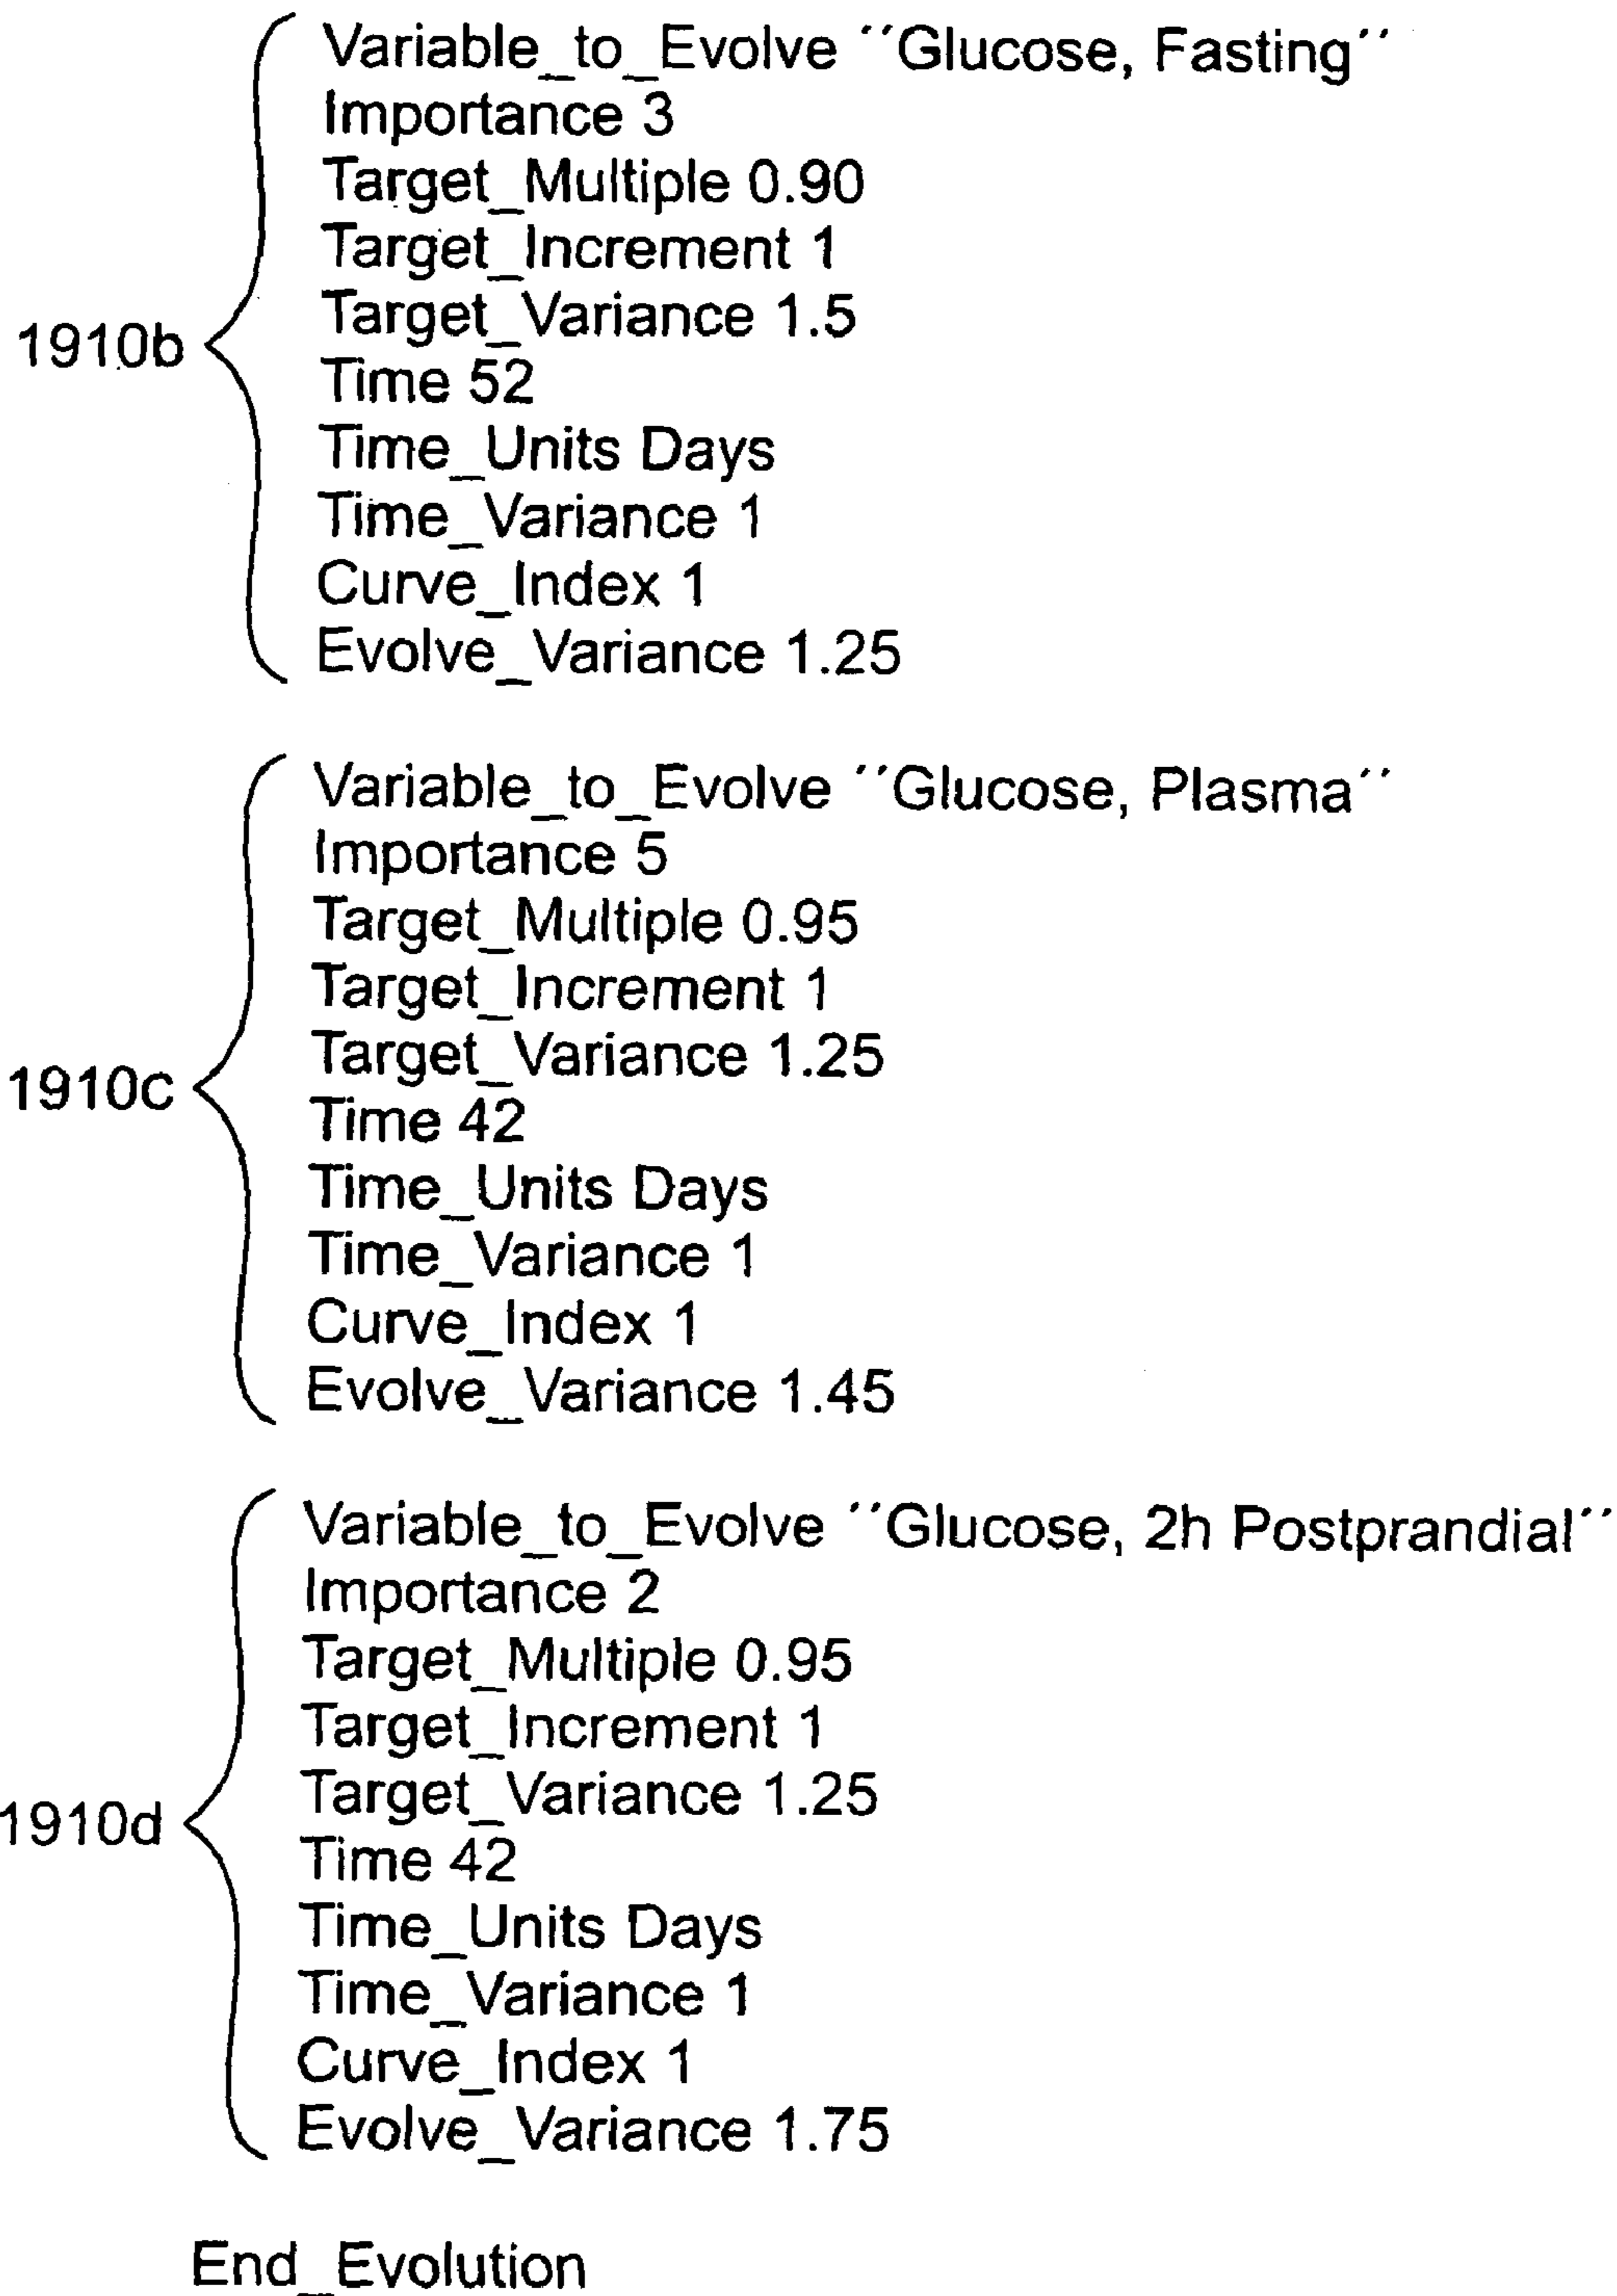 Variable_to_Evolve ´´Glucose, Fasting´´
Importance 3
Target_Multiple 0.90
Target_Increment 1
Target_Variance 1.5
1910b
Time 52
Time_Units Days
Time_Variance 1
Curve_Index 1
Evolve_Variance 1.25
Variable_to_Evolve ´´Glucose, Plasma´´
Importance 5
Target_Multiple 0.95
Target_Increment 1
Target_Variance 1.25
1910c
Time 42
Time_Units Days
Time_Variance 1
Curve_Index 1
Evolve_Variance 1.45
Variable_to_Evolve ´´Glucose, 2h Postprandial´´
Importance 2
Target_Multiple 0.95
Target_Increment 1
Target_Variance 1.25
1910d
Time 42
Time_Units Days
Time_Variance 1
Curve_Index 1
Evolve_Variance 1.75
End_Evolution